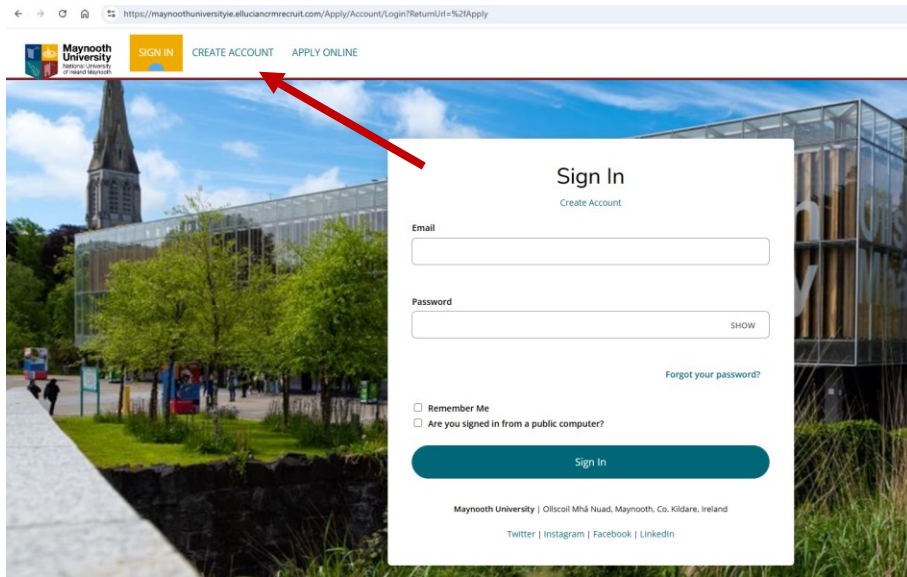 https://maynoothuniversityie.elluciancrmrecruit.com/Apply/Account/Login?ReturnUrl=%2fApply
Maynooth
University
National University
of Ireland Maynooth
SIGN IN
CREATE ACCOUNT
APPLY ONLINE
Sign In
Create Account
Email
Password
SHOW
Forgot your password?
Remember Me
Are you signed in from a public computer?
Sign In
Maynooth University | Ollscoil Mhá Nuad, Maynooth, Co. Kildare, Ireland
Twitter | Instagram | Facebook | LinkedIn